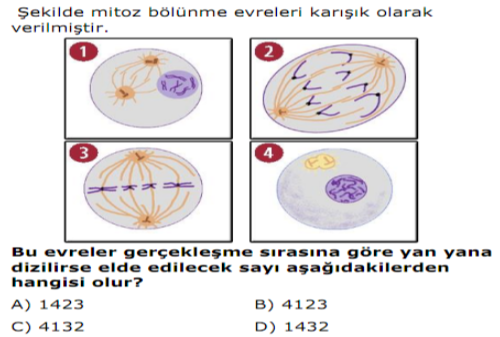 Şekilde mitoz bölünme evreleri karışık olarak
verilmiştir.
1
2
3
4
Bu evreler gerçekleşme sırasına göre yan yana
dizilirse elde edilecek sayı aşağıdakilerden
hangisi olur?
A) 1423
B) 4123
C) 4132
D) 1432